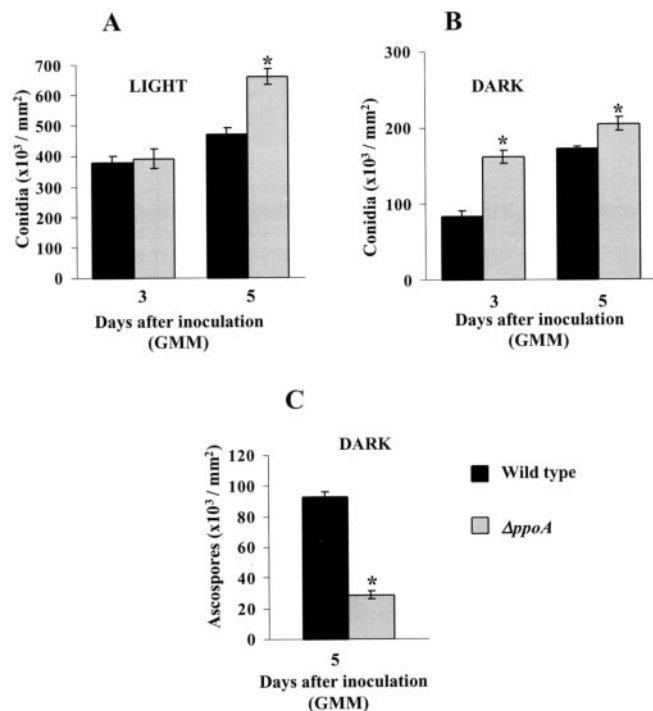 A
LIGHT
*
700
600
500
400
300
200
100
0
Conidia (x10³ / mm²)
3
5
Days after inoculation
(GMM)
B
DARK
*
*
300
200
100
0
Conidia (x10³ / mm²)
3
5
Days after inoculation
(GMM)
C
DARK
*
120
100
80
60
40
20
0
Ascospores (x10³ / mm²)
5
Days after inoculation
(GMM)
Wild type
ΔppoA